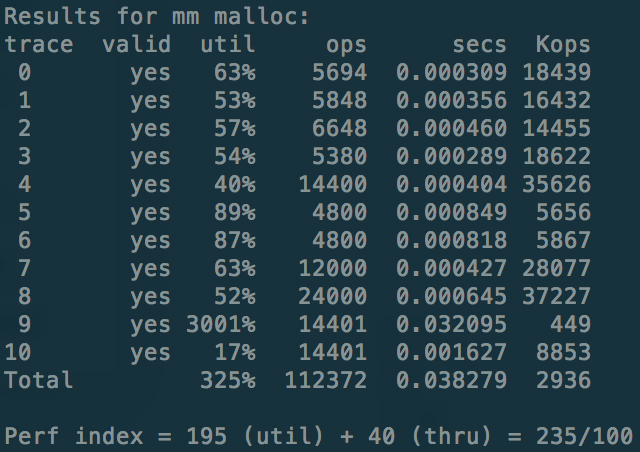 Results for mm malloc:
trace valid util ops secs Kops
0 yes 63% 5694 0.000309 18439
1 yes 53% 5848 0.000356 16432
2 yes 57% 6648 0.000460 14455
3 yes 54% 5380 0.000289 18622
4 yes 40% 14400 0.000404 35626
5 yes 89% 4800 0.000849 5656
6 yes 87% 4800 0.000818 5867
7 yes 63% 12000 0.000427 28077
8 yes 52% 24000 0.000645 37227
9 yes 3001% 14401 0.032095 449
10 yes 17% 14401 0.001627 8853
Total 325% 112372 0.038279 2936
Perf index = 195 (util) + 40 (thru) = 235/100